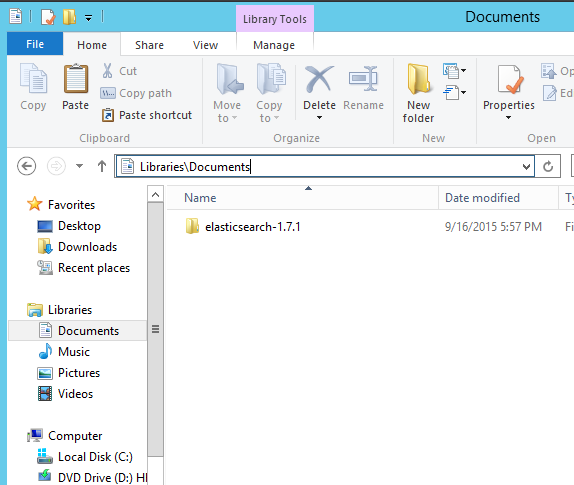 Library Tools
Documents
File
Home
Share
View
Manage
Copy
Paste
Cut
Copy path
Paste shortcut
Move to
Copy to
Delete
Rename
New folder
Properties
Op
Ed
Clipboard
Organize
New
Open
Libraries\Documents
Name
Date modified
Ty
Favorites
Desktop
Downloads
Recent places
elasticsearch-1.7.1
9/16/2015 5:57 PM
Fi
Libraries
Documents
Music
Pictures
Videos
Computer
Local Disk (C:)
DVD Drive (D:) H